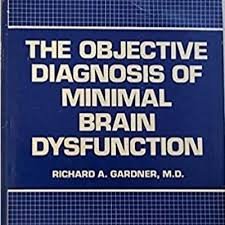 THE OBJECTIVE
DIAGNOSIS OF
MINIMAL
BRAIN
DYSFUNCTION
RICHARD A. GARDNER, M.D.